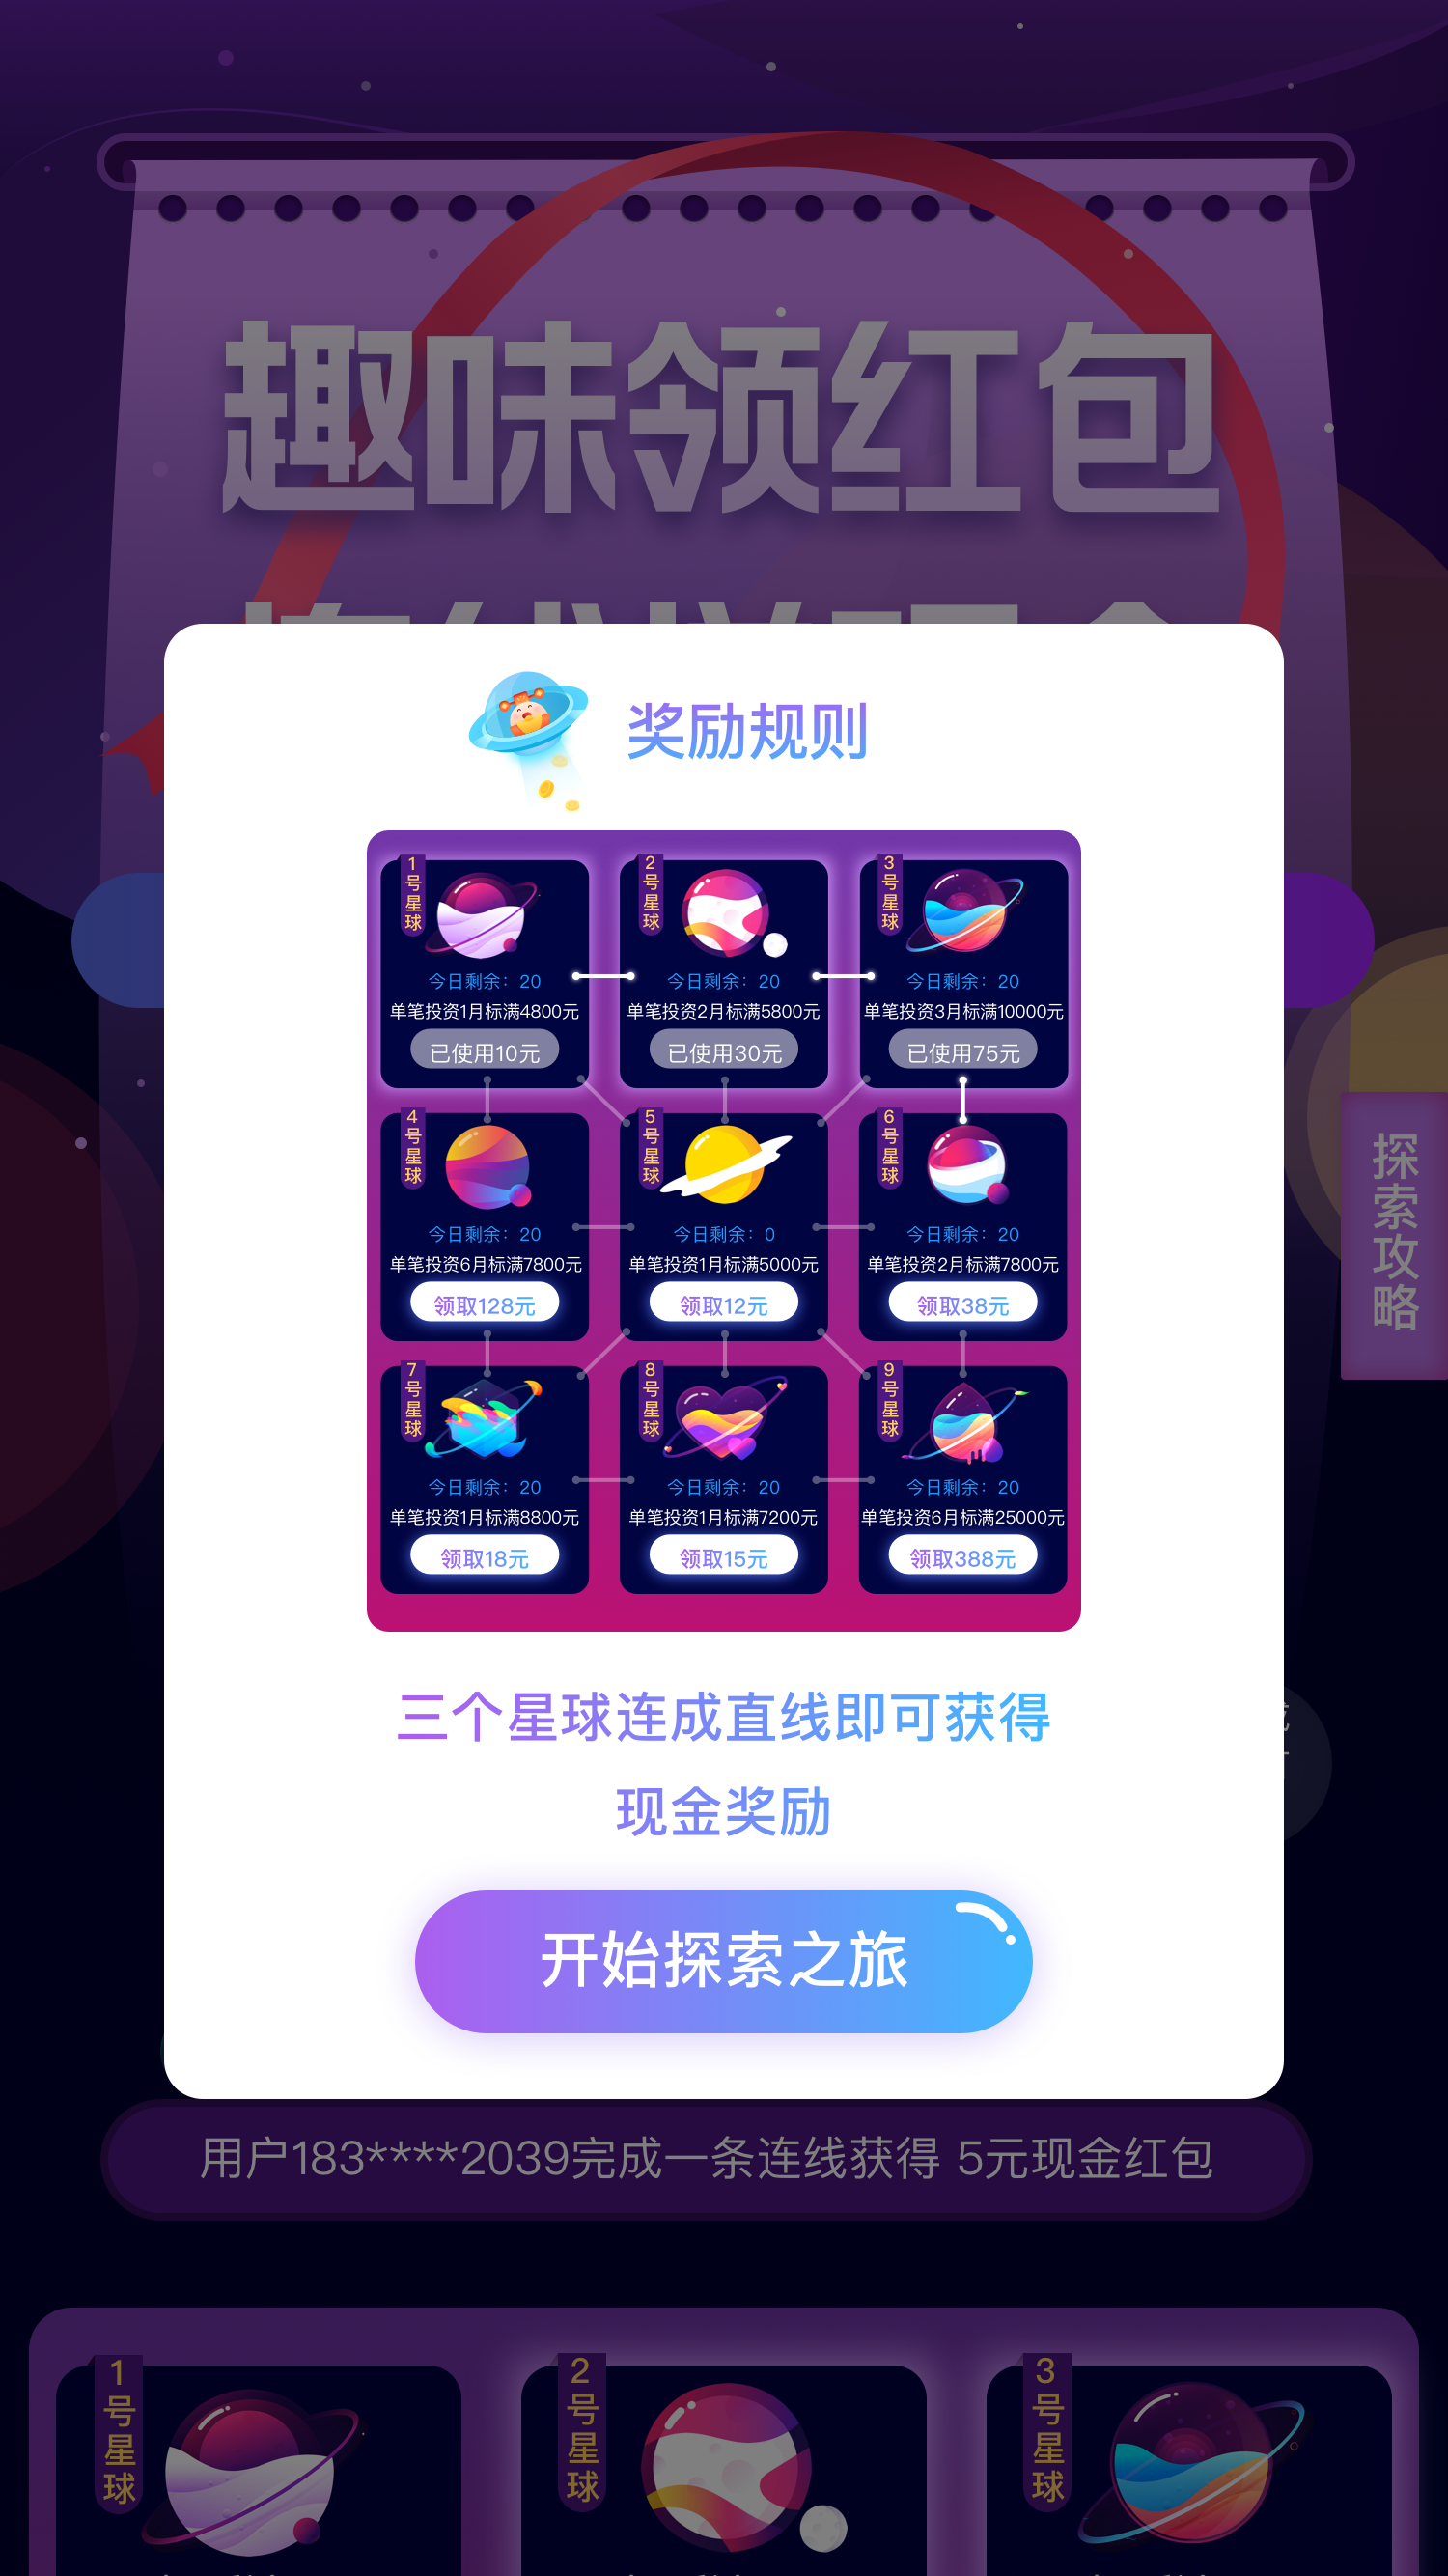 趣味领红包
奖励规则
1号星球
2号星球
3号星球
今日剩余：20
今日剩余：20
今日剩余：20
单笔投资1月标满4800元
单笔投资2月标满5800元
单笔投资3月标满10000元
已使用10元
已使用30元
已使用75元
4号星球
5号星球
6号星球
今日剩余：20
今日剩余：0
今日剩余：20
单笔投资6月标满7800元
单笔投资1月标满5000元
单笔投资2月标满7800元
领取128元
领取12元
领取38元
7号星球
8号星球
9号星球
今日剩余：20
今日剩余：20
今日剩余：20
单笔投资1月标满8800元
单笔投资1月标满7200元
单笔投资6月标满25000元
领取18元
领取15元
领取388元
探索攻略
三个星球连成直线即可获得
现金奖励
开始探索之旅
用户183****2039完成一条连线获得 5元现金红包
1号星球
2号星球
3号星球